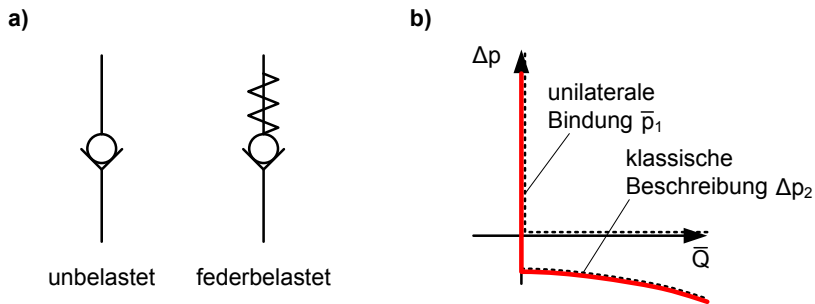 a)
unbelastet
federbelastet
b)
Δp
unilaterale
Bindung p̅₁
klassische
Beschreibung Δp₂
Q̅